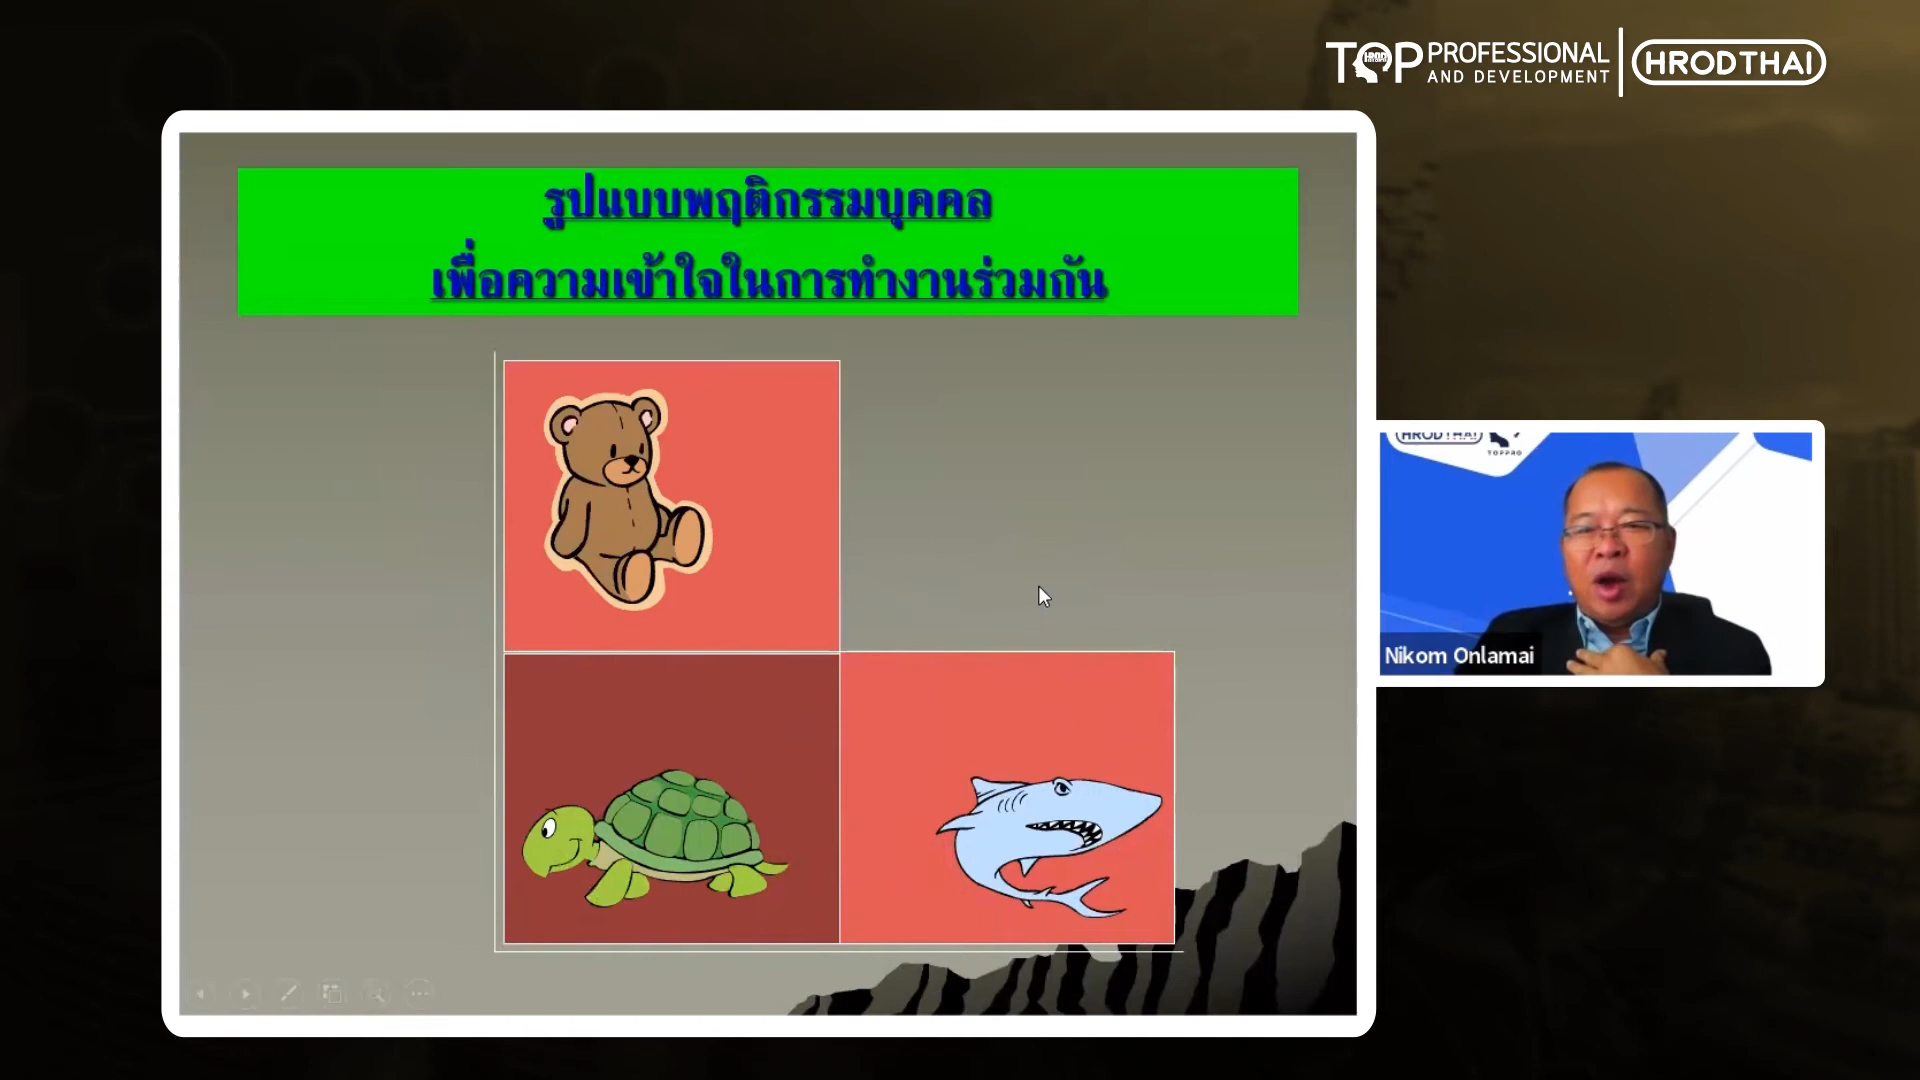 TOP PROFESSIONAL
AND DEVELOPMENT
HRODTHAI
รูปแบบพฤติกรรมบุคคล
เพื่อความเข้าใจในการทำงานร่วมกัน
HRODTHAI
TOPPRO
Nikom Onlamai